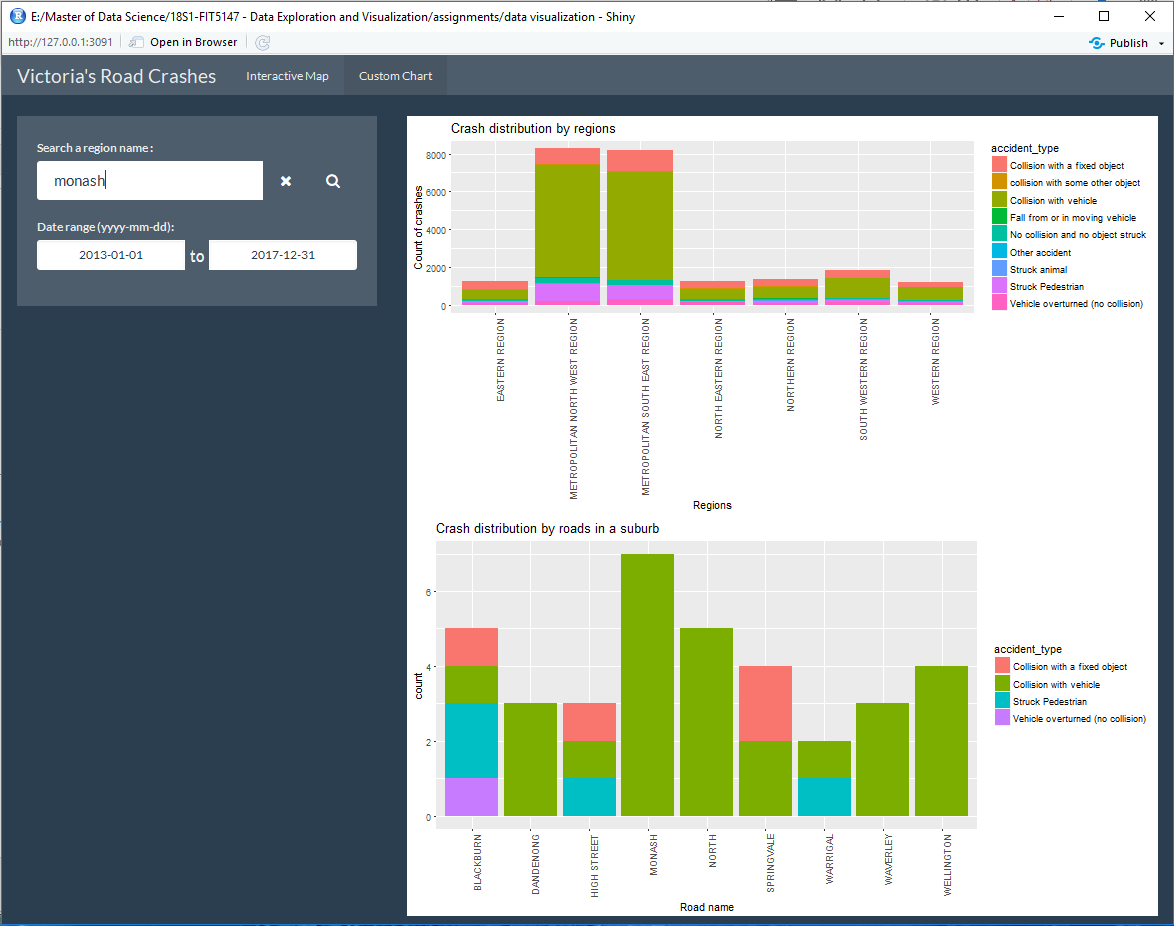 E:/Master of Data Science/18S1-FIT5147 - Data Exploration and Visualization/assignments/data visualization - Shiny
http://127.0.0.1:3091
Open in Browser
Publish
Victoria's Road Crashes
Interactive Map
Custom Chart
Search a region name:
monash
Date range (yyyy-mm-dd):
2013-01-01 to 2017-12-31
Crash distribution by regions
Count of crashes
8000
6000
4000
2000
0
EASTERN REGION
METROPOLITAN NORTH WEST REGION
METROPOLITAN SOUTH EAST REGION
NORTH EASTERN REGION
NORTHERN REGION
SOUTH WESTERN REGION
WESTERN REGION
Regions
accident_type
Collision with a fixed object
collision with some other object
Collision with vehicle
Fall from or in moving vehicle
No collision and no object struck
Other accident
Struck animal
Struck Pedestrian
Vehicle overturned (no collision)
Crash distribution by roads in a suburb
count
6
4
2
0
BLACKBURN
DANDENONG
HIGH STREET
MONASH
NORTH
SPRINGVALE
WARRIGAL
WAVERLEY
WELLINGTON
Road name
accident_type
Collision with a fixed object
Collision with vehicle
Struck Pedestrian
Vehicle overturned (no collision)